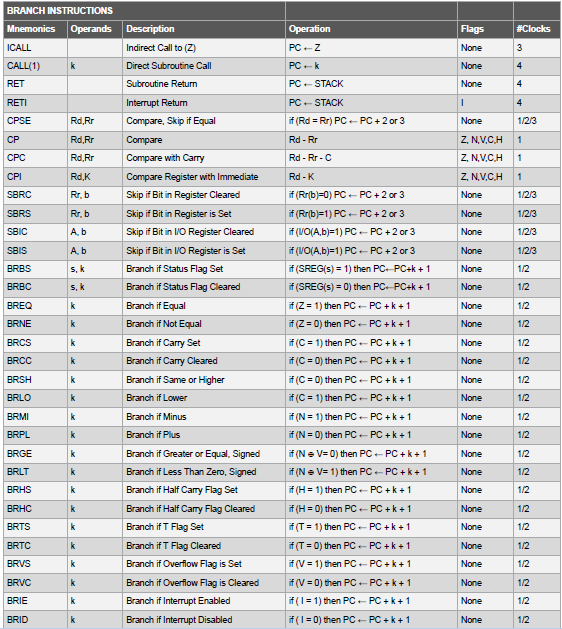 BRANCH INSTRUCTIONS
Mnemonics Operands Description Operation Flags #Clocks
ICALL Indirect Call to (Z) PC ← Z None 3
CALL(1) k Direct Subroutine Call PC ← k None 4
RET Subroutine Return PC ← STACK None 4
RETI Interrupt Return PC ← STACK I 4
CPSE Rd,Rr Compare, Skip if Equal if (Rd = Rr) PC ← PC + 2 or 3 None 1/2/3
CP Rd,Rr Compare Rd - Rr Z, N,V,C,H 1
CPC Rd,Rr Compare with Carry Rd - Rr - C Z, N,V,C,H 1
CPI Rd,K Compare Register with Immediate Rd - K Z, N,V,C,H 1
SBRC Rr, b Skip if Bit in Register Cleared if (Rr(b)=0) PC ← PC + 2 or 3 None 1/2/3
SBRS Rr, b Skip if Bit in Register is Set if (Rr(b)=1) PC ← PC + 2 or 3 None 1/2/3
SBIC A, b Skip if Bit in I/O Register Cleared if (I/O(A,b)=1) PC ← PC + 2 or 3 None 1/2/3
SBIS A, b Skip if Bit in I/O Register is Set if (I/O(A,b)=1) PC ← PC + 2 or 3 None 1/2/3
BRBS s, k Branch if Status Flag Set if (SREG(s) = 1) then PC←PC+k + 1 None 1/2
BRBC s, k Branch if Status Flag Cleared if (SREG(s) = 0) then PC←PC+k + 1 None 1/2
BREQ k Branch if Equal if (Z = 1) then PC ← PC + k + 1 None 1/2
BRNE k Branch if Not Equal if (Z = 0) then PC ← PC + k + 1 None 1/2
BRCS k Branch if Carry Set if (C = 1) then PC ← PC + k + 1 None 1/2
BRCC k Branch if Carry Cleared if (C = 0) then PC ← PC + k + 1 None 1/2
BRSH k Branch if Same or Higher if (C = 0) then PC ← PC + k + 1 None 1/2
BRLO k Branch if Lower if (C = 1) then PC ← PC + k + 1 None 1/2
BRMI k Branch if Minus if (N = 1) then PC ← PC + k + 1 None 1/2
BRPL k Branch if Plus if (N = 0) then PC ← PC + k + 1 None 1/2
BRGE k Branch if Greater or Equal, Signed if (N ⊕ V= 0) then PC ← PC + k + 1 None 1/2
BRLT k Branch if Less Than Zero, Signed if (N ⊕ V= 1) then PC ← PC + k + 1 None 1/2
BRHS k Branch if Half Carry Flag Set if (H = 1) then PC ← PC + k + 1 None 1/2
BRHC k Branch if Half Carry Flag Cleared if (H = 0) then PC ← PC + k + 1 None 1/2
BRTS k Branch if T Flag Set if (T = 1) then PC ← PC + k + 1 None 1/2
BRTC k Branch if T Flag Cleared if (T = 0) then PC ← PC + k + 1 None 1/2
BRVS k Branch if Overflow Flag is Set if (V = 1) then PC ← PC + k + 1 None 1/2
BRVC k Branch if Overflow Flag is Cleared if (V = 0) then PC ← PC + k + 1 None 1/2
BRIE k Branch if Interrupt Enabled if ( I = 1) then PC ← PC + k + 1 None 1/2
BRID k Branch if Interrupt Disabled if ( I = 0) then PC ← PC + k + 1 None 1/2